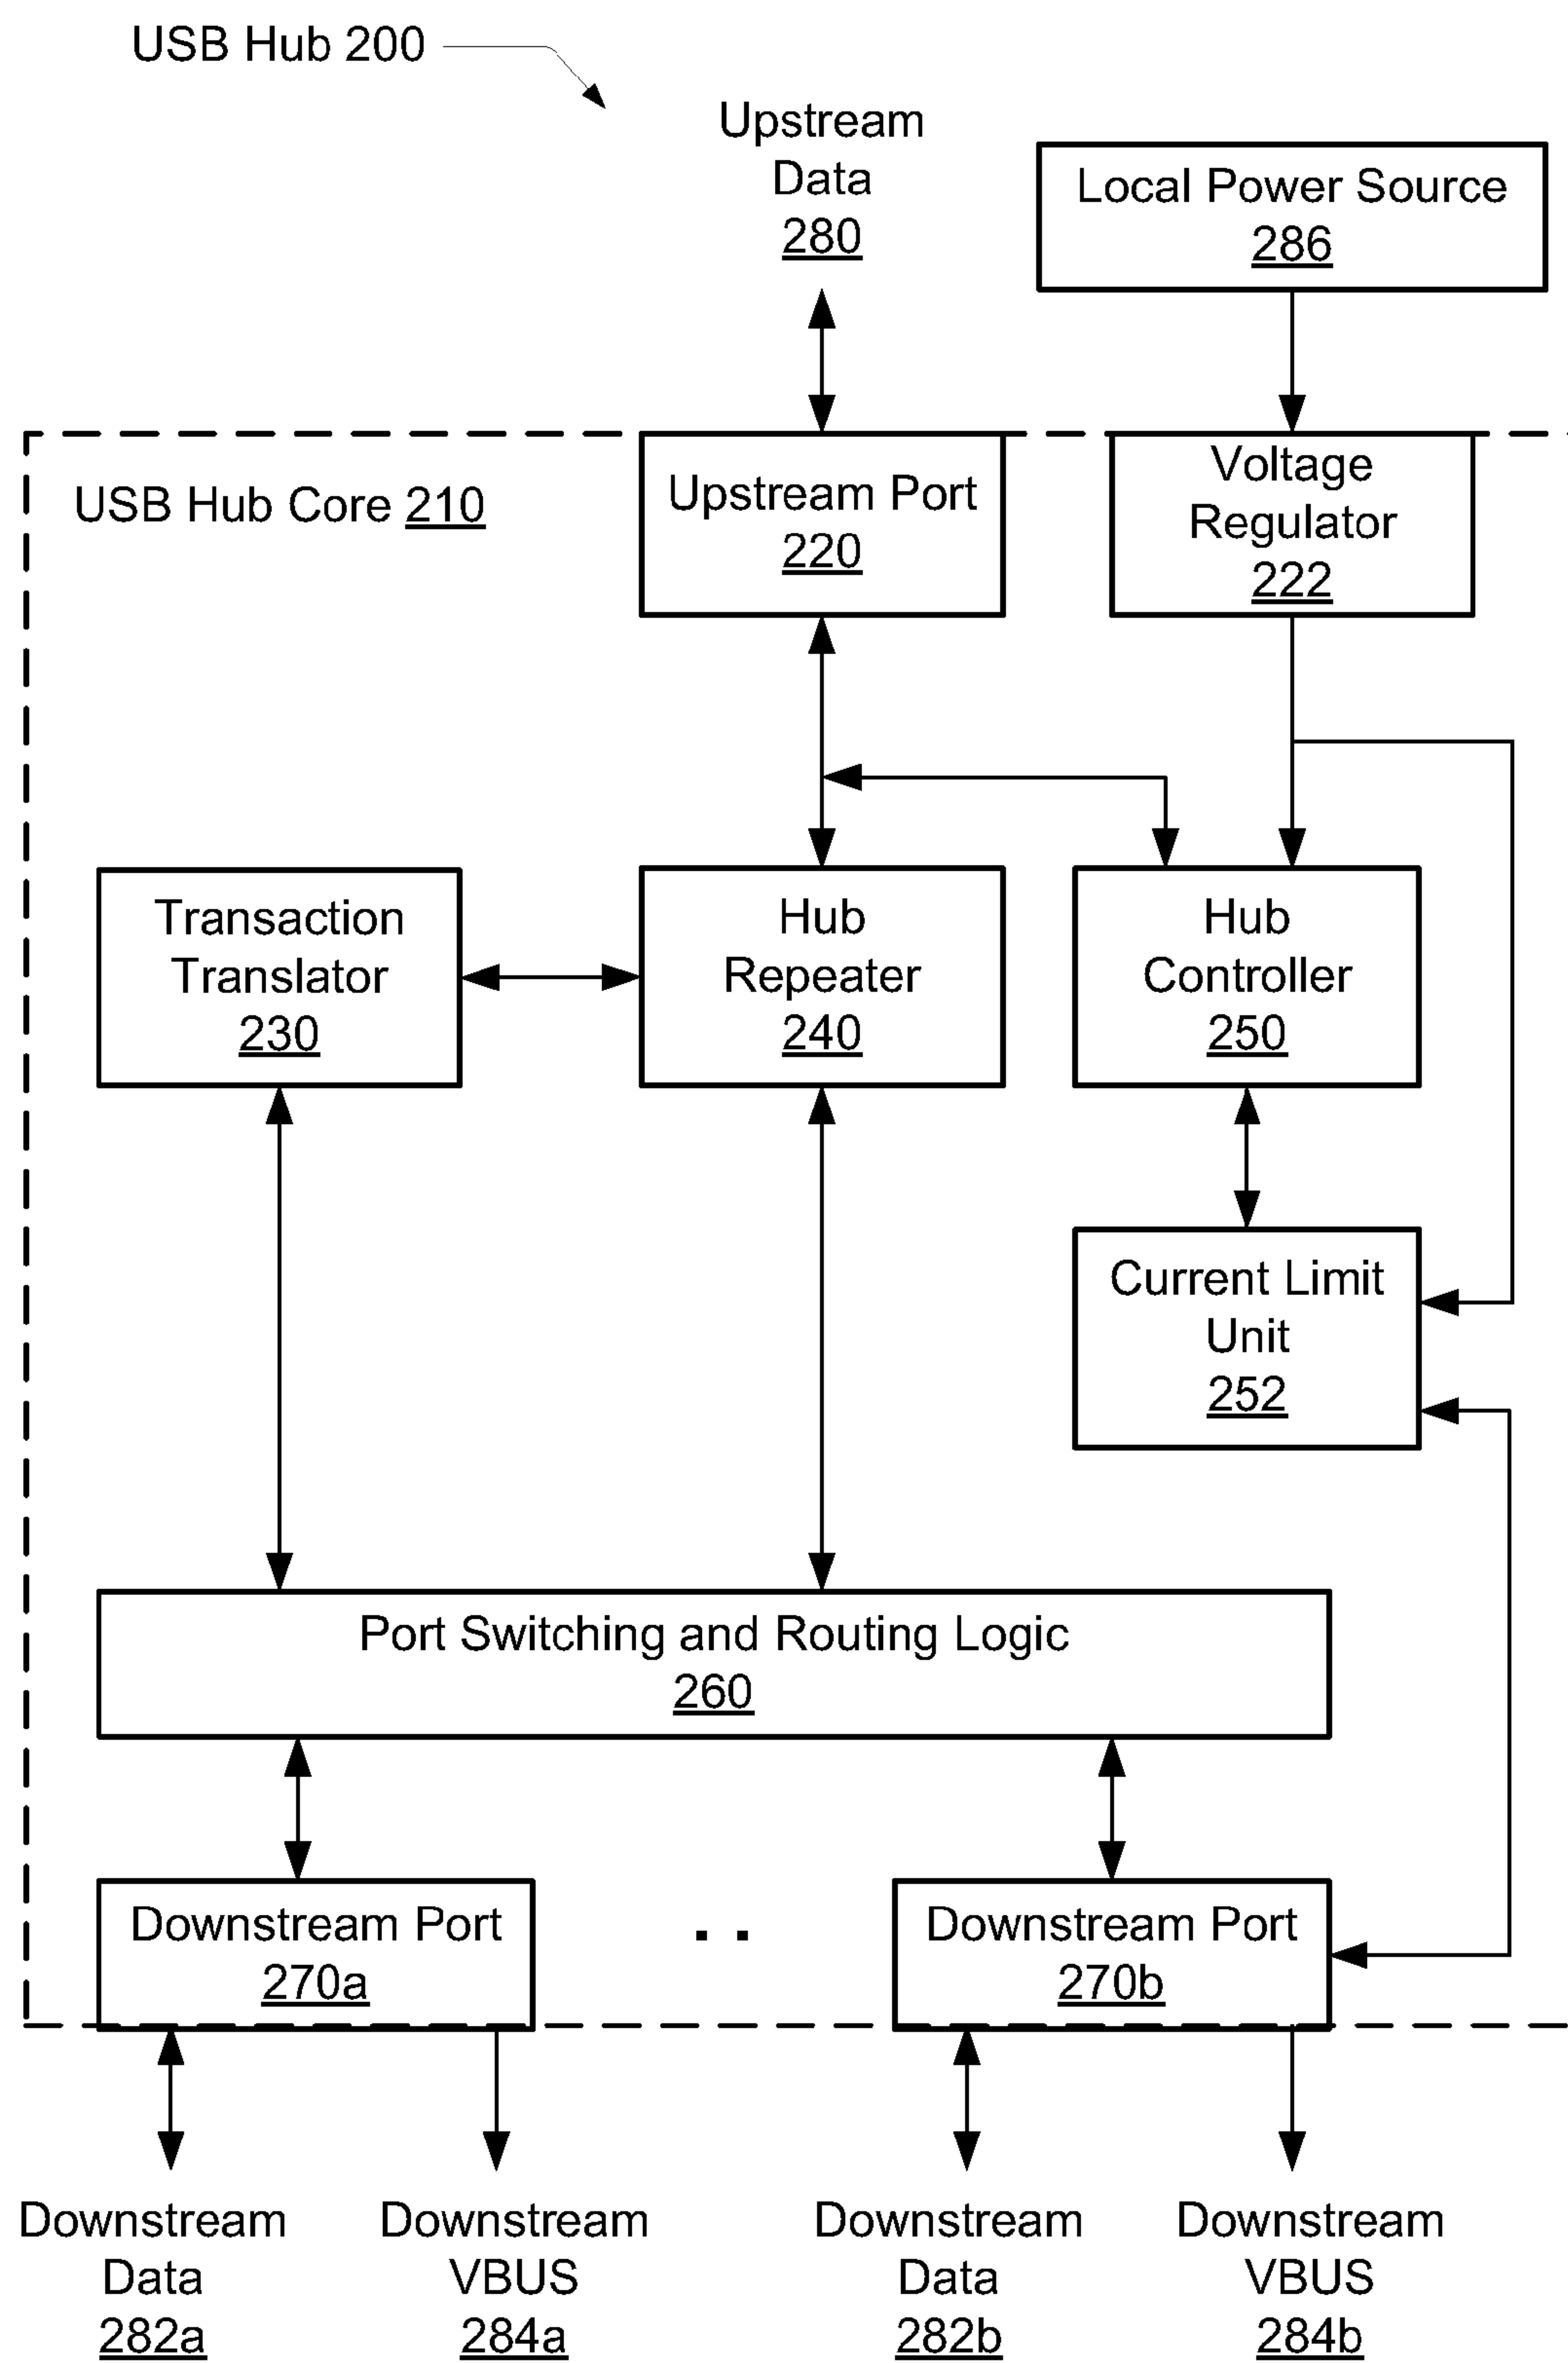 USB Hub 200
Upstream
Data
280
Local Power Source
286
USB Hub Core 210
Upstream Port
220
Voltage
Regulator
222
Transaction
Translator
230
Hub
Repeater
240
Hub
Controller
250
Current Limit
Unit
252
Port Switching and Routing Logic
260
Downstream Port
270a
. .
Downstream Port
270b
Downstream
Data
282a
Downstream
VBUS
284a
Downstream
Data
282b
Downstream
VBUS
284b